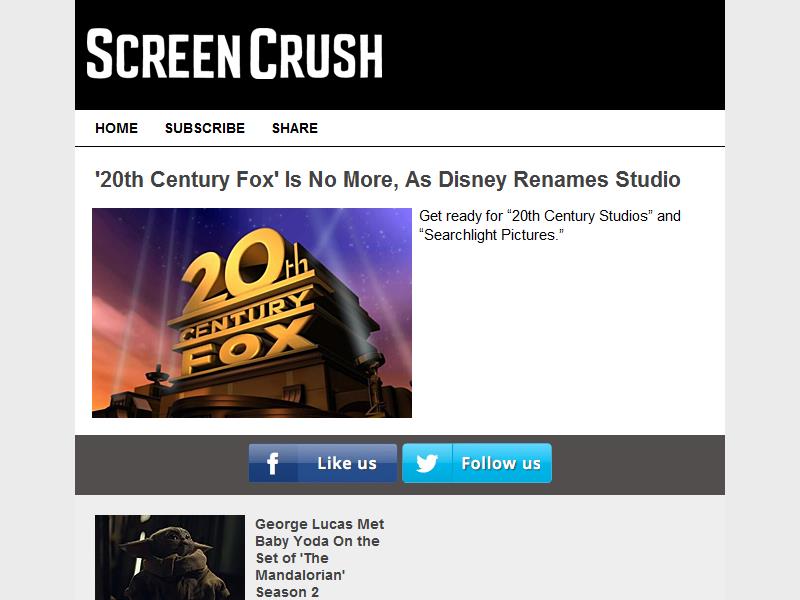 SCREENCRUSH
HOME SUBSCRIBE SHARE
'20th Century Fox' Is No More, As Disney Renames Studio
20th
CENTURY
FOX
Get ready for “20th Century Studios” and
“Searchlight Pictures.”
f Like us Follow us
George Lucas Met
Baby Yoda On the
Set of 'The
Mandalorian'
Season 2